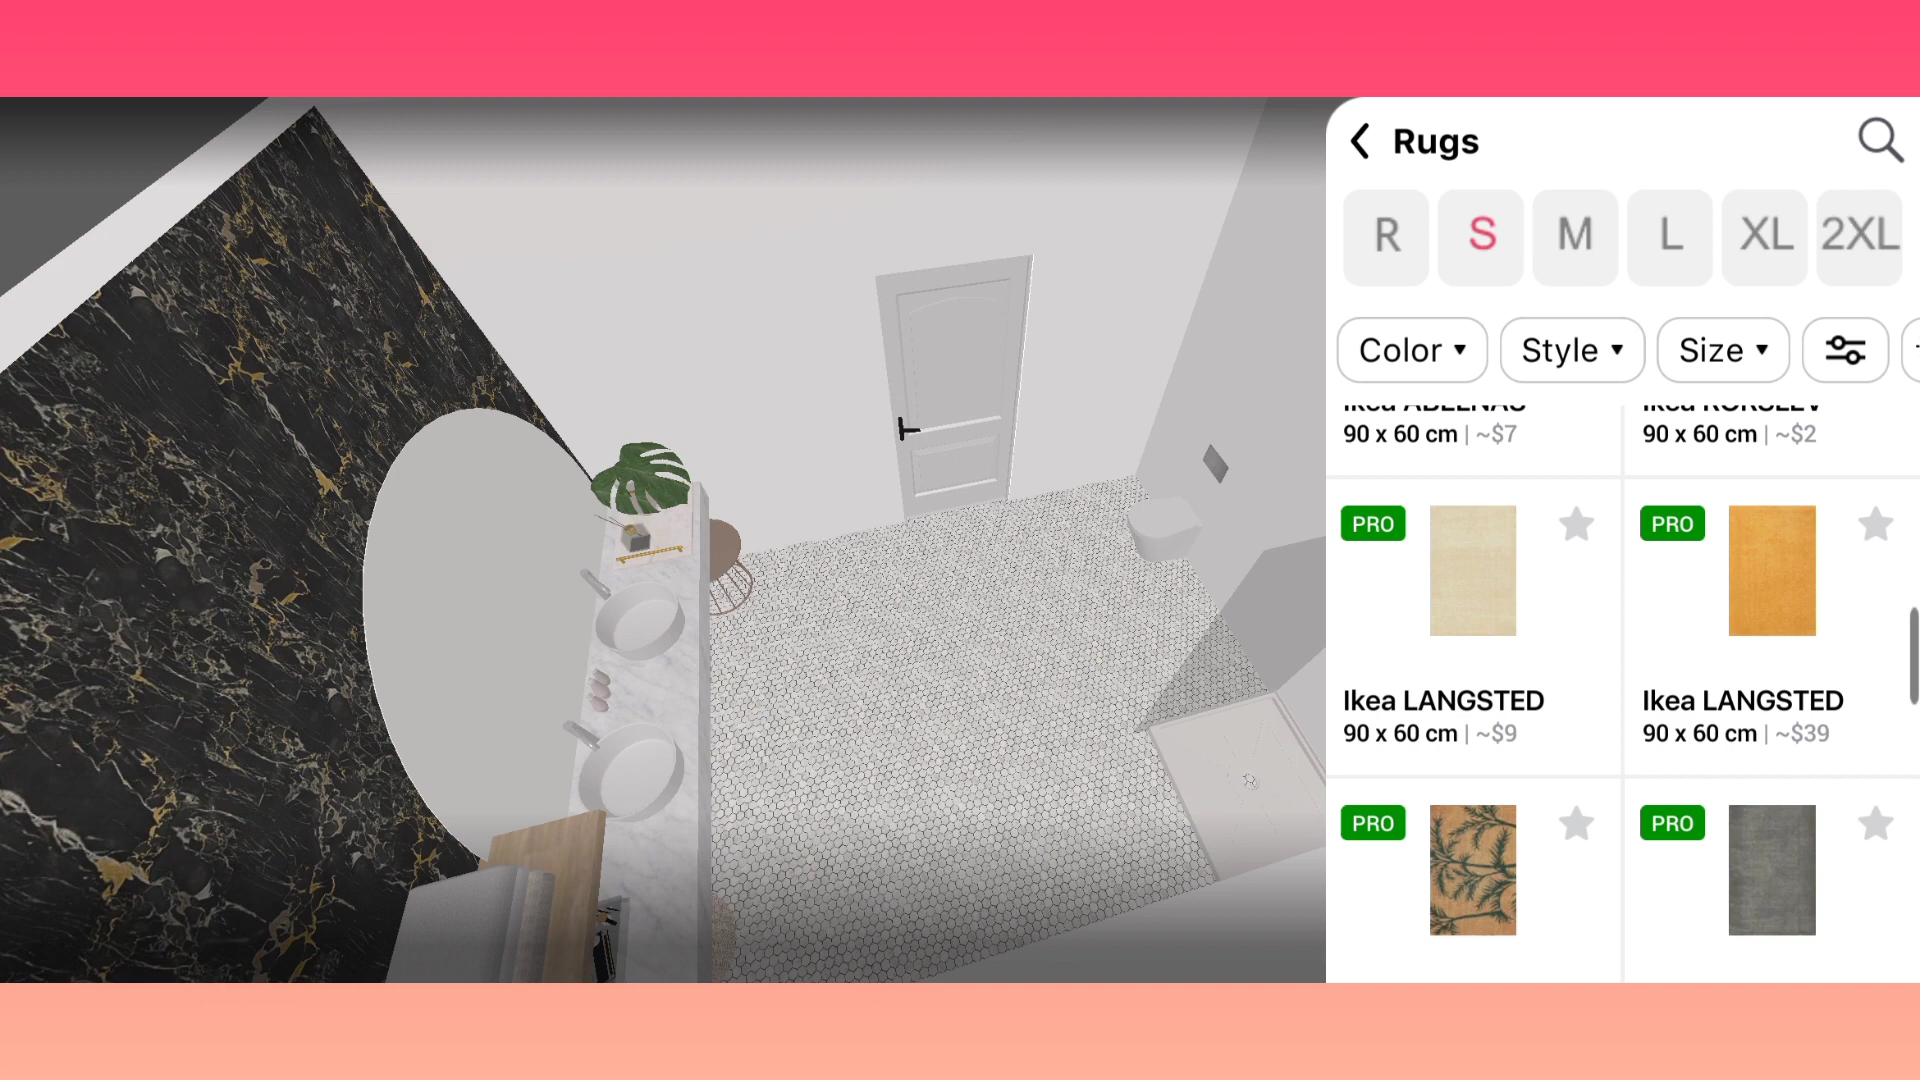 Rugs
R S M L XL 2XL
Color Style Size
90 x 60 cm | ~$7
90 x 60 cm | ~$2
PRO
PRO
Ikea LANGSTED
90 x 60 cm | ~$9
Ikea LANGSTED
90 x 60 cm | ~$39
PRO
PRO